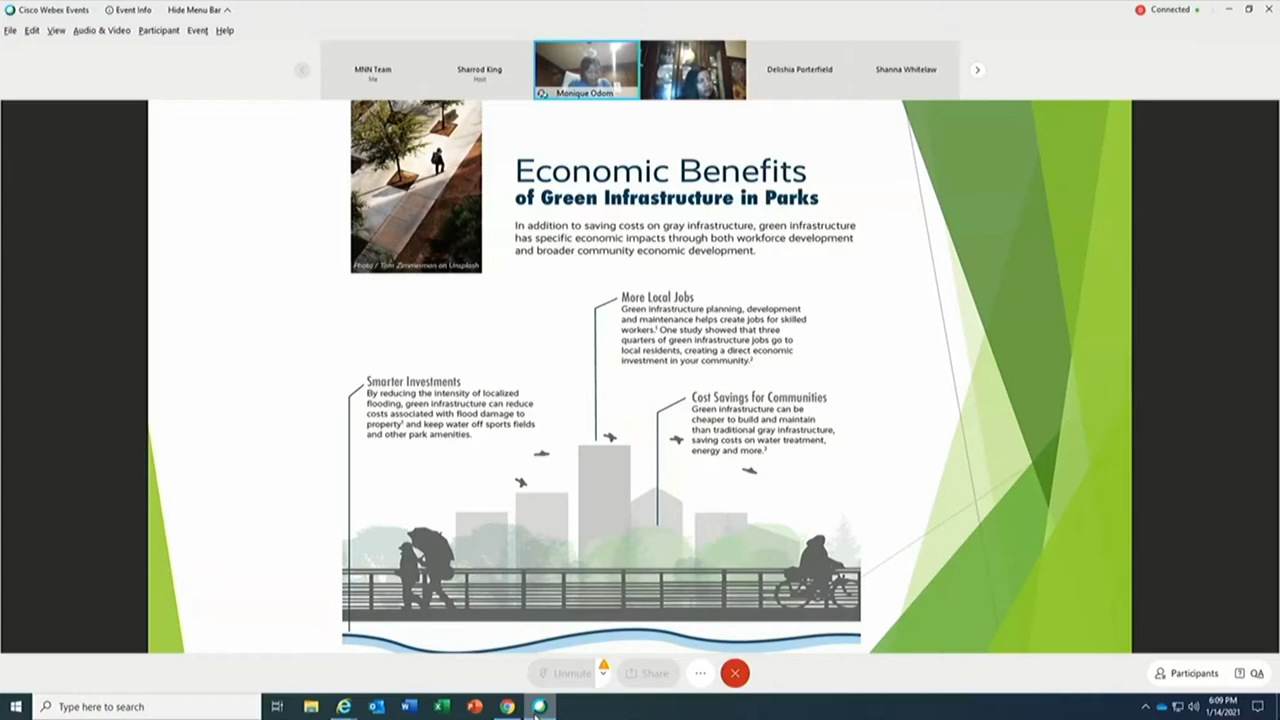 Cisco Webex Events
Event Info
Hide Menu Bar
Connected
File Edit View Audio & Video Participant Event Help
MNN Team
Me
Sharrod King
Host
Monique Odom
Delishia Porterfield
Shanna Whitelaw
Photo / Tom Zimmerman on Unsplash
Economic Benefits
of Green Infrastructure in Parks
In addition to saving costs on gray infrastructure, green infrastructure
has specific economic impacts through both workforce development
and broader community economic development.
More Local Jobs
Green infrastructure planning, development
and maintenance helps create jobs for skilled
workers.¹ One study showed that three
quarters of green infrastructure jobs go to
local residents, creating a direct economic
investment in your community.²
Smarter Investments
By reducing the intensity of localized
flooding, green infrastructure can reduce
costs associated with flood damage to
property¹ and keep water off sports fields
and other park amenities.
Cost Savings for Communities
Green infrastructure can be
cheaper to build and maintain
than traditional gray infrastructure,
saving costs on water treatment,
energy and more.³
Unmute
Share
Participants
QA
Type here to search
6:09 PM
1/14/2021